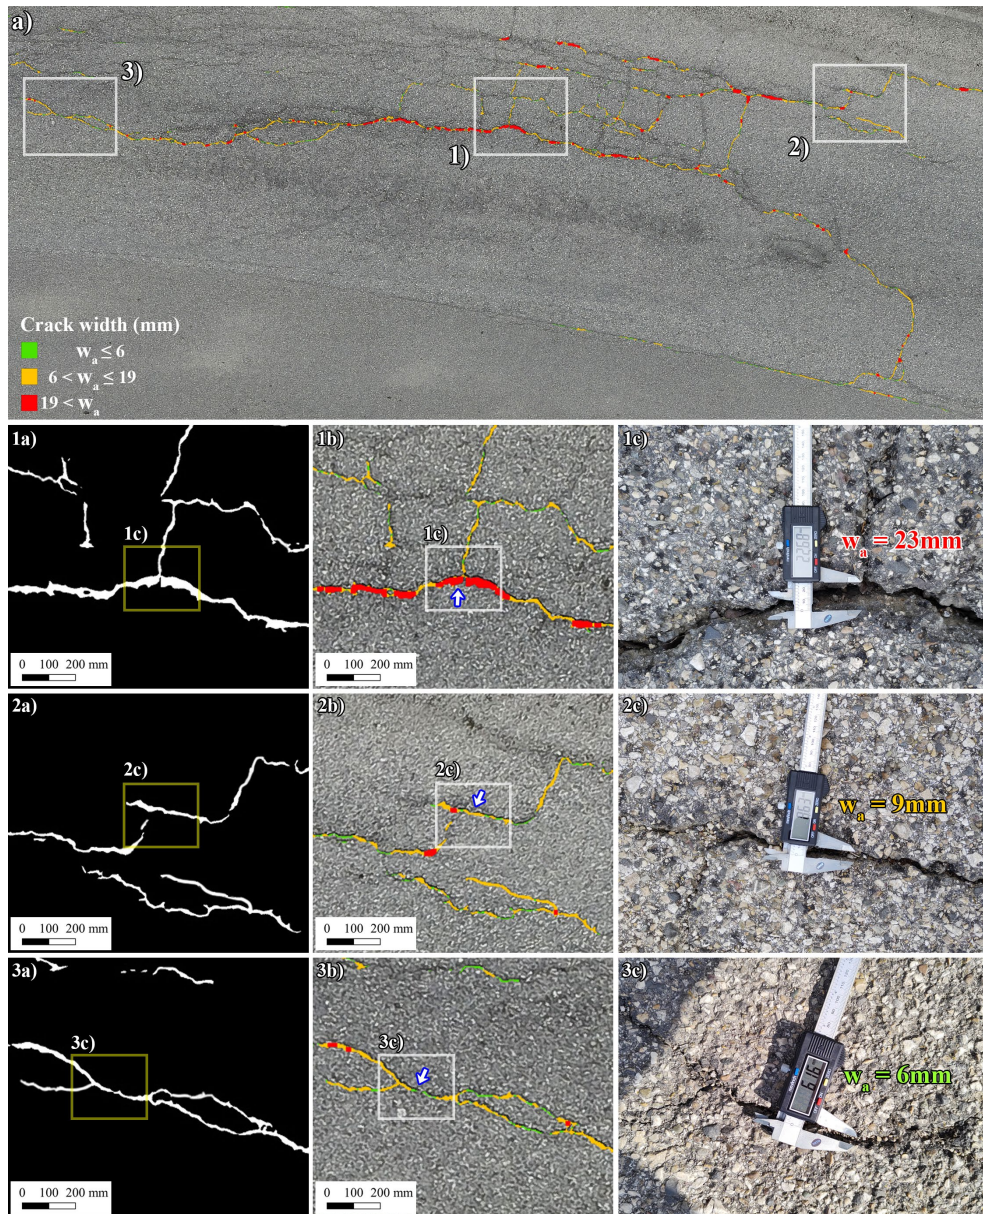 a)
3)
1)
2)
Crack width (mm)
wₐ ≤ 6
6 < wₐ ≤ 19
19 < wₐ
1a)
1c)
0 100 200 mm
1b)
1c)
0 100 200 mm
1c)
wₐ = 23mm
2a)
2c)
0 100 200 mm
2b)
2c)
0 100 200 mm
2c)
wₐ = 9mm
3a)
3c)
0 100 200 mm
3b)
3c)
0 100 200 mm
3c)
wₐ = 6mm